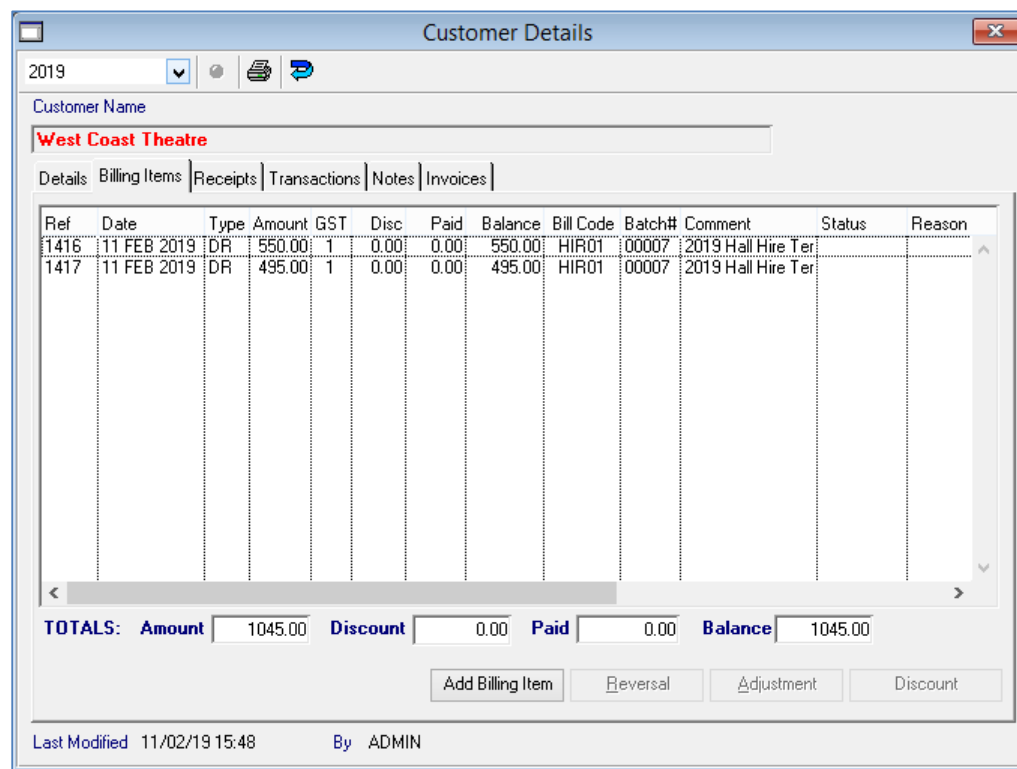 Customer Details
2019
Customer Name
West Coast Theatre
Details Billing Items Receipts Transactions Notes Invoices
Ref Date Type Amount GST Disc Paid Balance Bill Code Batch# Comment Status Reason
1416 11 FEB 2019 DR 550.00 1 0.00 0.00 550.00 HIR01 00007 2019 Hall Hire Ter
1417 11 FEB 2019 DR 495.00 1 0.00 0.00 495.00 HIR01 00007 2019 Hall Hire Ter
TOTALS: Amount 1045.00 Discount 0.00 Paid 0.00 Balance 1045.00
Add Billing Item Reversal Adjustment Discount
Last Modified 11/02/19 15:48 By ADMIN